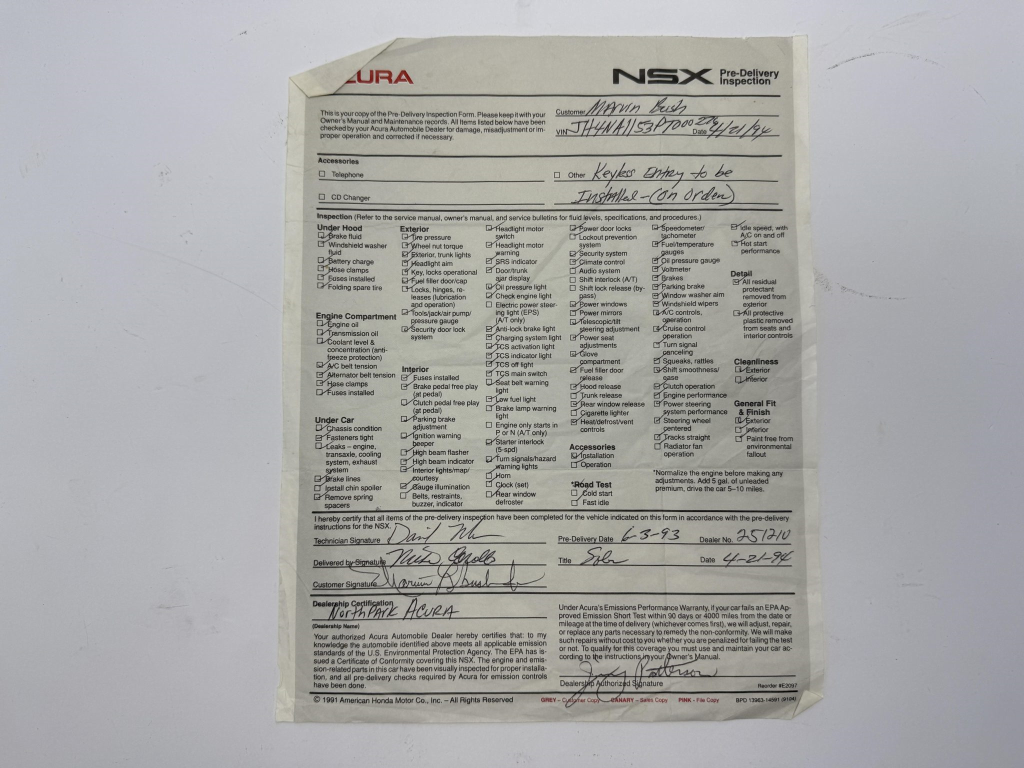 CURA
NSX Pre-Delivery Inspection
This is your copy of the Pre-Delivery Inspection Form. Please keep it with your
Owner's Manual and Maintenance records. All items listed below have been
checked by your Acura Automobile Dealer for damage, misadjustment or im-
proper operation and corrected if necessary.
Customer Marvin Bush
VIN JH4NA1153PT000276 Date 4/21/94
Accessories
Telephone
Other Keyless Entry to be
CD Changer
Installed - (on order)
Inspection (Refer to the service manual, owner's manual, and service bulletins for fluid levels, specifications, and procedures.)
Under Hood
Brake fluid
Windshield washer
fluid
Battery charge
Hose clamps
Fuses installed
Folding spare tire
Engine Compartment
Engine oil
Transmission oil
Coolant level &
concentration (anti-
freeze protection)
A/C belt tension
Alternator belt tension
Hose clamps
Fuses installed
Under Car
Chassis condition
Fasteners tight
Leaks – engine,
transaxle, cooling
system, exhaust
system
Brake lines
Install chin spoiler
Remove spring
spacers
Exterior
Tire pressure
Wheel nut torque
Exterior, trunk lights
Headlight aim
Key, locks operational
Fuel filler door/cap
Locks, hinges, re-
leases (lubrication
and operation)
Tools/jack/air pump/
pressure gauge
Security door lock
system
Interior
Fuses installed
Brake pedal free play
(at pedal)
Clutch pedal free play
(at pedal)
Parking brake
adjustment
Ignition warning
beeper
High beam flasher
High beam indicator
Interior lights/map/
courtesy
Gauge illumination
Belts, restraints,
buzzer, indicator
Headlight motor
switch
Headlight motor
warning
SRS indicator
Door/trunk
ajar display
Oil pressure light
Check engine light
Electric power steer-
ing light (EPS)
(A/T only)
Anti-lock brake light
Charging system light
TCS activation light
TCS indicator light
TCS off light
TCS main switch
Seat belt warning
light
Low fuel light
Brake lamp warning
light
Engine only starts in
P or N (A/T only)
Starter interlock
(5-spd)
Turn signals/hazard
warning lights
Horn
Clock (set)
Rear window
defroster
Power door locks
Lockout prevention
system
Security system
Climate control
Audio system
Shift interlock (A/T)
Shift lock release (by-
pass)
Power windows
Power mirrors
Telescopic/tilt
steering adjustment
Power seat
adjustments
Glove
compartment
Fuel filler door
release
Hood release
Trunk release
Rear window release
Cigarette lighter
Heat/defrost/vent
controls
Accessories
Installation
Operation
*Road Test
Cold start
Fast idle
Speedometer/
tachometer
Fuel/temperature
gauges
Oil pressure gauge
Voltmeter
Brakes
Parking brake
Window washer aim
Windshield wipers
A/C controls,
operation
Cruise control
operation
Turn signal
canceling
Squeaks, rattles
Shift smoothness/
ease
Clutch operation
Engine performance
Power steering
system performance
Steering wheel
centered
Tracks straight
Radiator fan
operation
Idle speed, with
A/C on and off
Hot start
performance
Detail
All residual
protectant
removed from
exterior
All protective
plastic removed
from seats and
interior controls
Cleanliness
Exterior
Interior
General Fit
& Finish
Exterior
Interior
Paint free from
environmental
fallout
*Normalize the engine before making any
adjustments. Add 5 gal. of unleaded
premium, drive the car 5–10 miles.
I hereby certify that all items of the pre-delivery inspection have been completed for the vehicle indicated on this form in accordance with the pre-delivery
instructions for the NSX.
Technician Signature
Pre-Delivery Date 6-3-93 Dealer No. 251210
Delivered by Signature
Title Sales Date 4-21-94
Customer Signature Marvin P Bush
Dealership Certification
NorthPark Acura
(Dealership Name)
Your authorized Acura Automobile Dealer hereby certifies that: to my
knowledge the automobile identified above meets all applicable emission
standards of the U.S. Environmental Protection Agency. The EPA has is-
sued a Certificate of Conformity covering this NSX. The engine and emis-
sion-related parts in this car have been visually inspected for proper installa-
tion, and all pre-delivery checks required by Acura for emission controls
have been done.
Under Acura's Emissions Performance Warranty, if your car fails an EPA Ap-
proved Emission Short Test within 90 days or 4000 miles from the date or
mileage at the time of delivery (whichever comes first), we will adjust, repair,
or replace any parts necessary to remedy the non-conformity. We will make
such repairs without cost to you whether you are penalized for failing the test
or not. To qualify for this coverage you must use and maintain your car ac-
cording to the instructions in your Owner's Manual.
Judy Patterson
Dealership Authorized Signature
Reorder #E2097
© 1991 American Honda Motor Co., Inc. – All Rights Reserved
GREY – Customer Copy CANARY – Sales Copy PINK – File Copy
BPD 13983-14691 (9104)